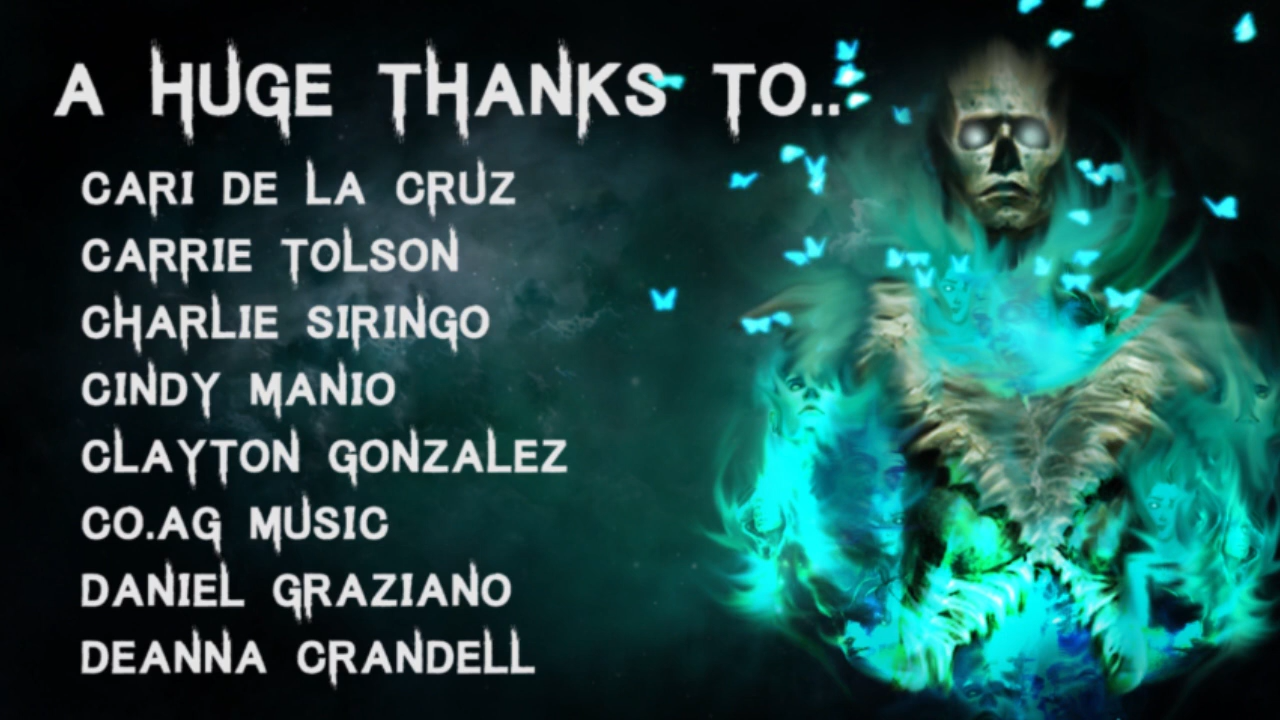 A HUGE THANKS TO..
CARI DE LA CRUZ
CARRIE TOLSON
CHARLIE SIRINGO
CINDY MANIO
CLAYTON GONZALEZ
CO.AG MUSIC
DANIEL GRAZIANO
DEANNA CRANDELL